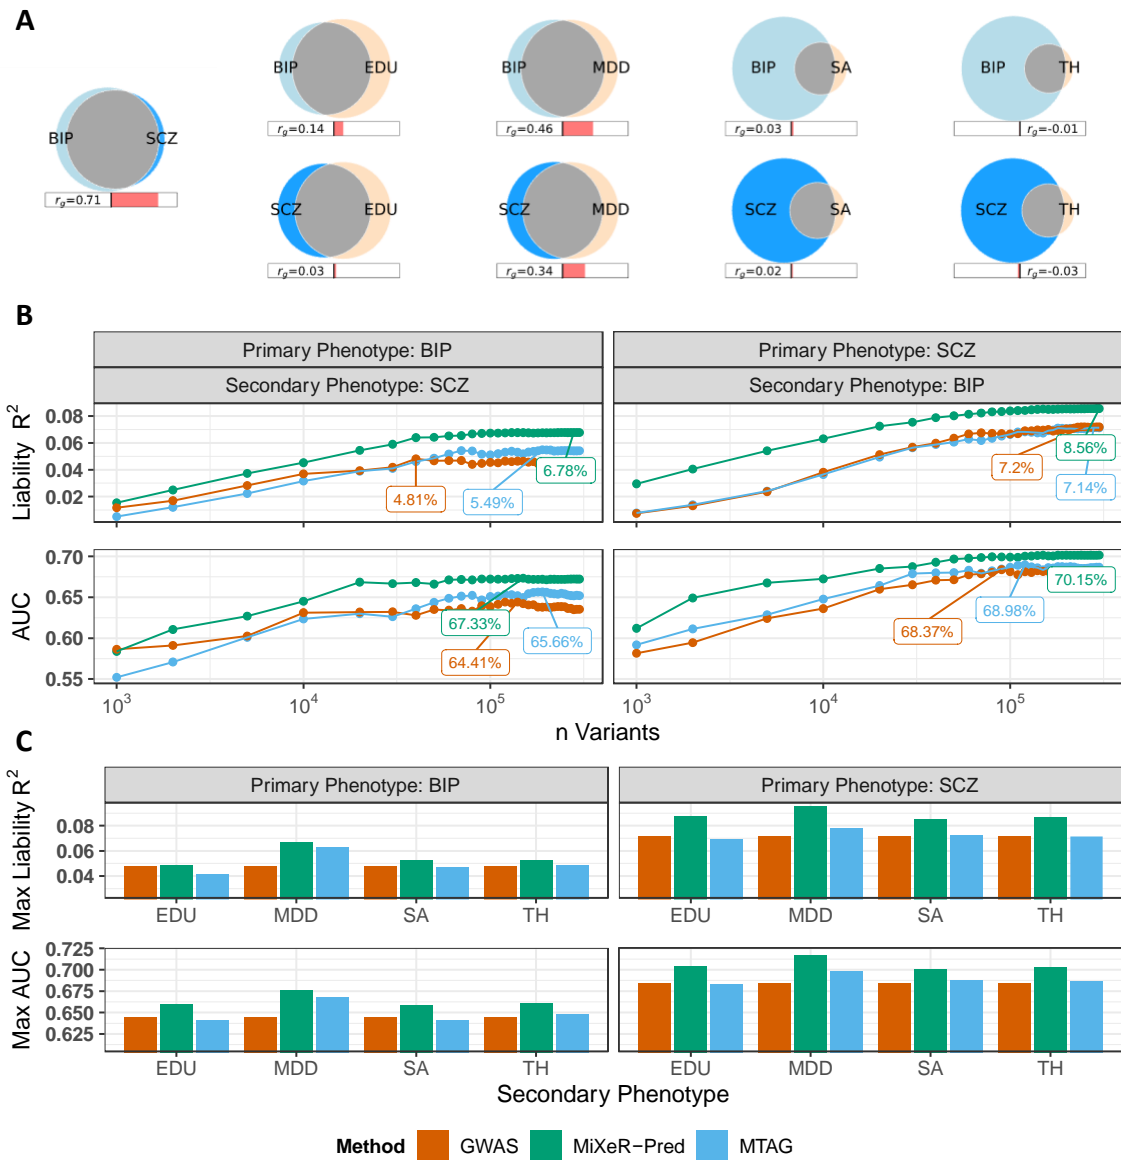 A
BIP EDU
r_g=0.14
BIP MDD
r_g=0.46
BIP SA
r_g=0.03
BIP TH
r_g=-0.01
BIP SCZ
r_g=0.71
SCZ EDU
r_g=0.03
SCZ MDD
r_g=0.34
SCZ SA
r_g=0.02
SCZ TH
r_g=-0.03
B
Primary Phenotype: BIP
Secondary Phenotype: SCZ
Primary Phenotype: SCZ
Secondary Phenotype: BIP
Liability R²
0.08
0.06
0.04
0.02
4.81%
5.49%
6.78%
7.2%
8.56%
7.14%
AUC
0.70
0.65
0.60
0.55
67.33%
64.41%
65.66%
68.37%
68.98%
70.15%
10³ 10⁴ 10⁵
10³ 10⁴ 10⁵
n Variants
C
Primary Phenotype: BIP
Primary Phenotype: SCZ
Max Liability R²
0.08
0.06
0.04
EDU MDD SA TH
EDU MDD SA TH
Max AUC
0.725
0.700
0.675
0.650
0.625
EDU MDD SA TH
EDU MDD SA TH
Secondary Phenotype
Method GWAS MiXeR−Pred MTAG